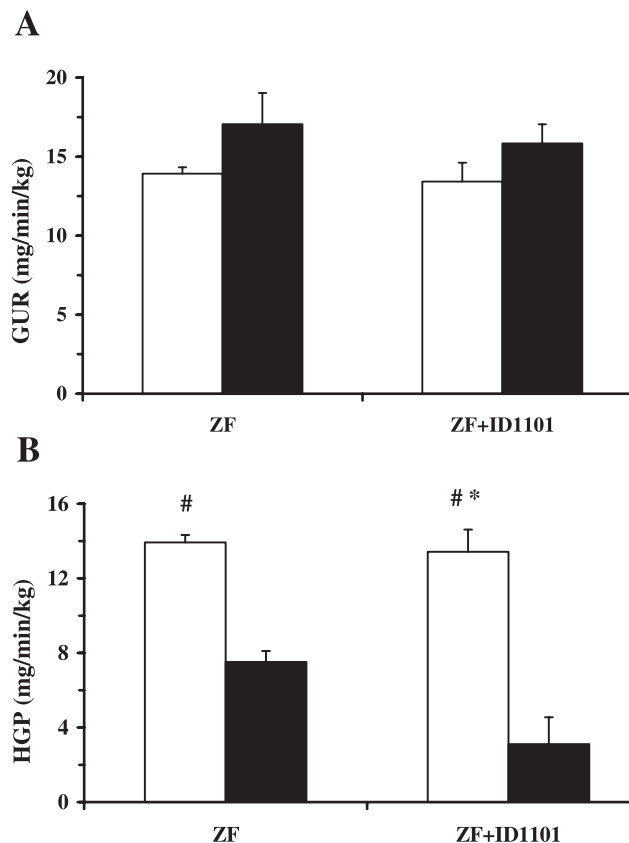 A
20
15
10
5
0
GUR (mg/min/kg)
ZF
ZF+ID1101
B
16
12
8
4
0
HGP (mg/min/kg)
#
# *
ZF
ZF+ID1101